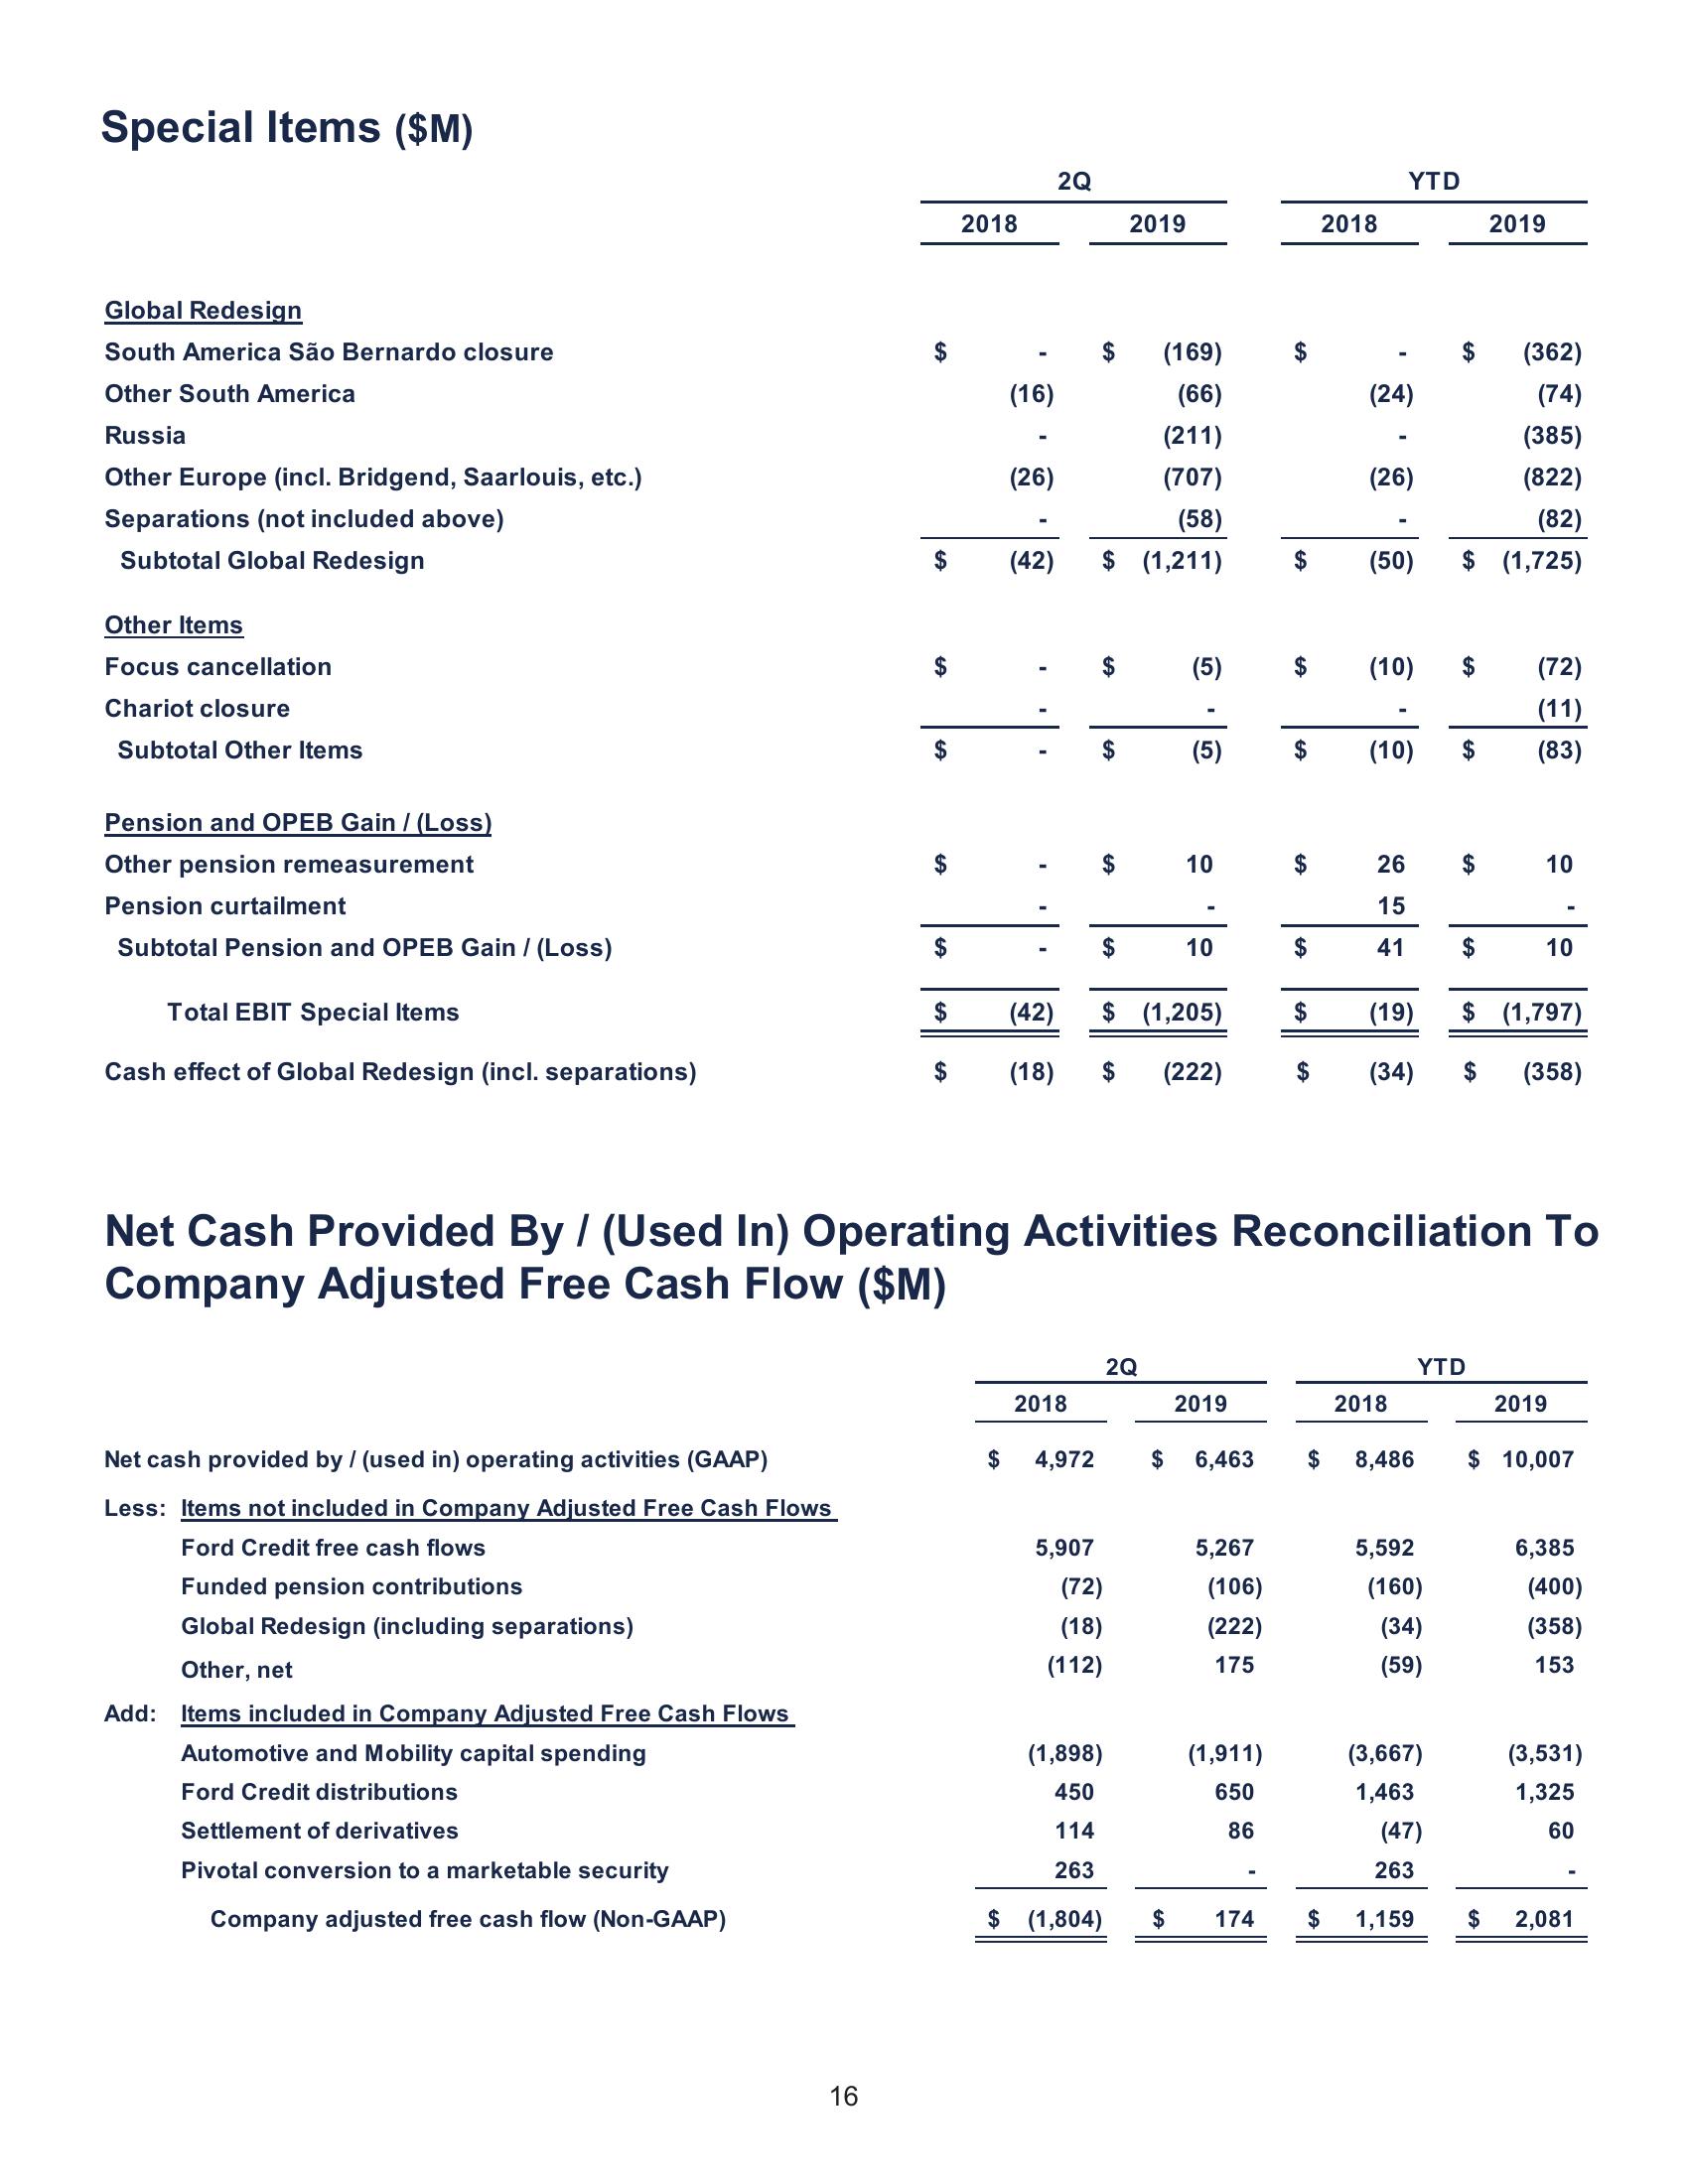 Special Items ($M)
2Q YTD
2018 2019 2018 2019
Global Redesign
South America São Bernardo closure $ - $ (169) $ - $ (362)
Other South America (16) (66) (24) (74)
Russia - (211) - (385)
Other Europe (incl. Bridgend, Saarlouis, etc.) (26) (707) (26) (822)
Separations (not included above) - (58) - (82)
Subtotal Global Redesign $ (42) $ (1,211) $ (50) $ (1,725)
Other Items
Focus cancellation $ - $ (5) $ (10) $ (72)
Chariot closure - - - (11)
Subtotal Other Items $ - $ (5) $ (10) $ (83)
Pension and OPEB Gain / (Loss)
Other pension remeasurement $ - $ 10 $ 26 $ 10
Pension curtailment - - 15 -
Subtotal Pension and OPEB Gain / (Loss) $ - $ 10 $ 41 $ 10
Total EBIT Special Items $ (42) $ (1,205) $ (19) $ (1,797)
Cash effect of Global Redesign (incl. separations) $ (18) $ (222) $ (34) $ (358)
Net Cash Provided By / (Used In) Operating Activities Reconciliation To
Company Adjusted Free Cash Flow ($M)
2Q YTD
2018 2019 2018 2019
Net cash provided by / (used in) operating activities (GAAP) $ 4,972 $ 6,463 $ 8,486 $ 10,007
Less: Items not included in Company Adjusted Free Cash Flows
Ford Credit free cash flows 5,907 5,267 5,592 6,385
Funded pension contributions (72) (106) (160) (400)
Global Redesign (including separations) (18) (222) (34) (358)
Other, net (112) 175 (59) 153
Add: Items included in Company Adjusted Free Cash Flows
Automotive and Mobility capital spending (1,898) (1,911) (3,667) (3,531)
Ford Credit distributions 450 650 1,463 1,325
Settlement of derivatives 114 86 (47) 60
Pivotal conversion to a marketable security 263 - 263 -
Company adjusted free cash flow (Non-GAAP) $ (1,804) $ 174 $ 1,159 $ 2,081
16